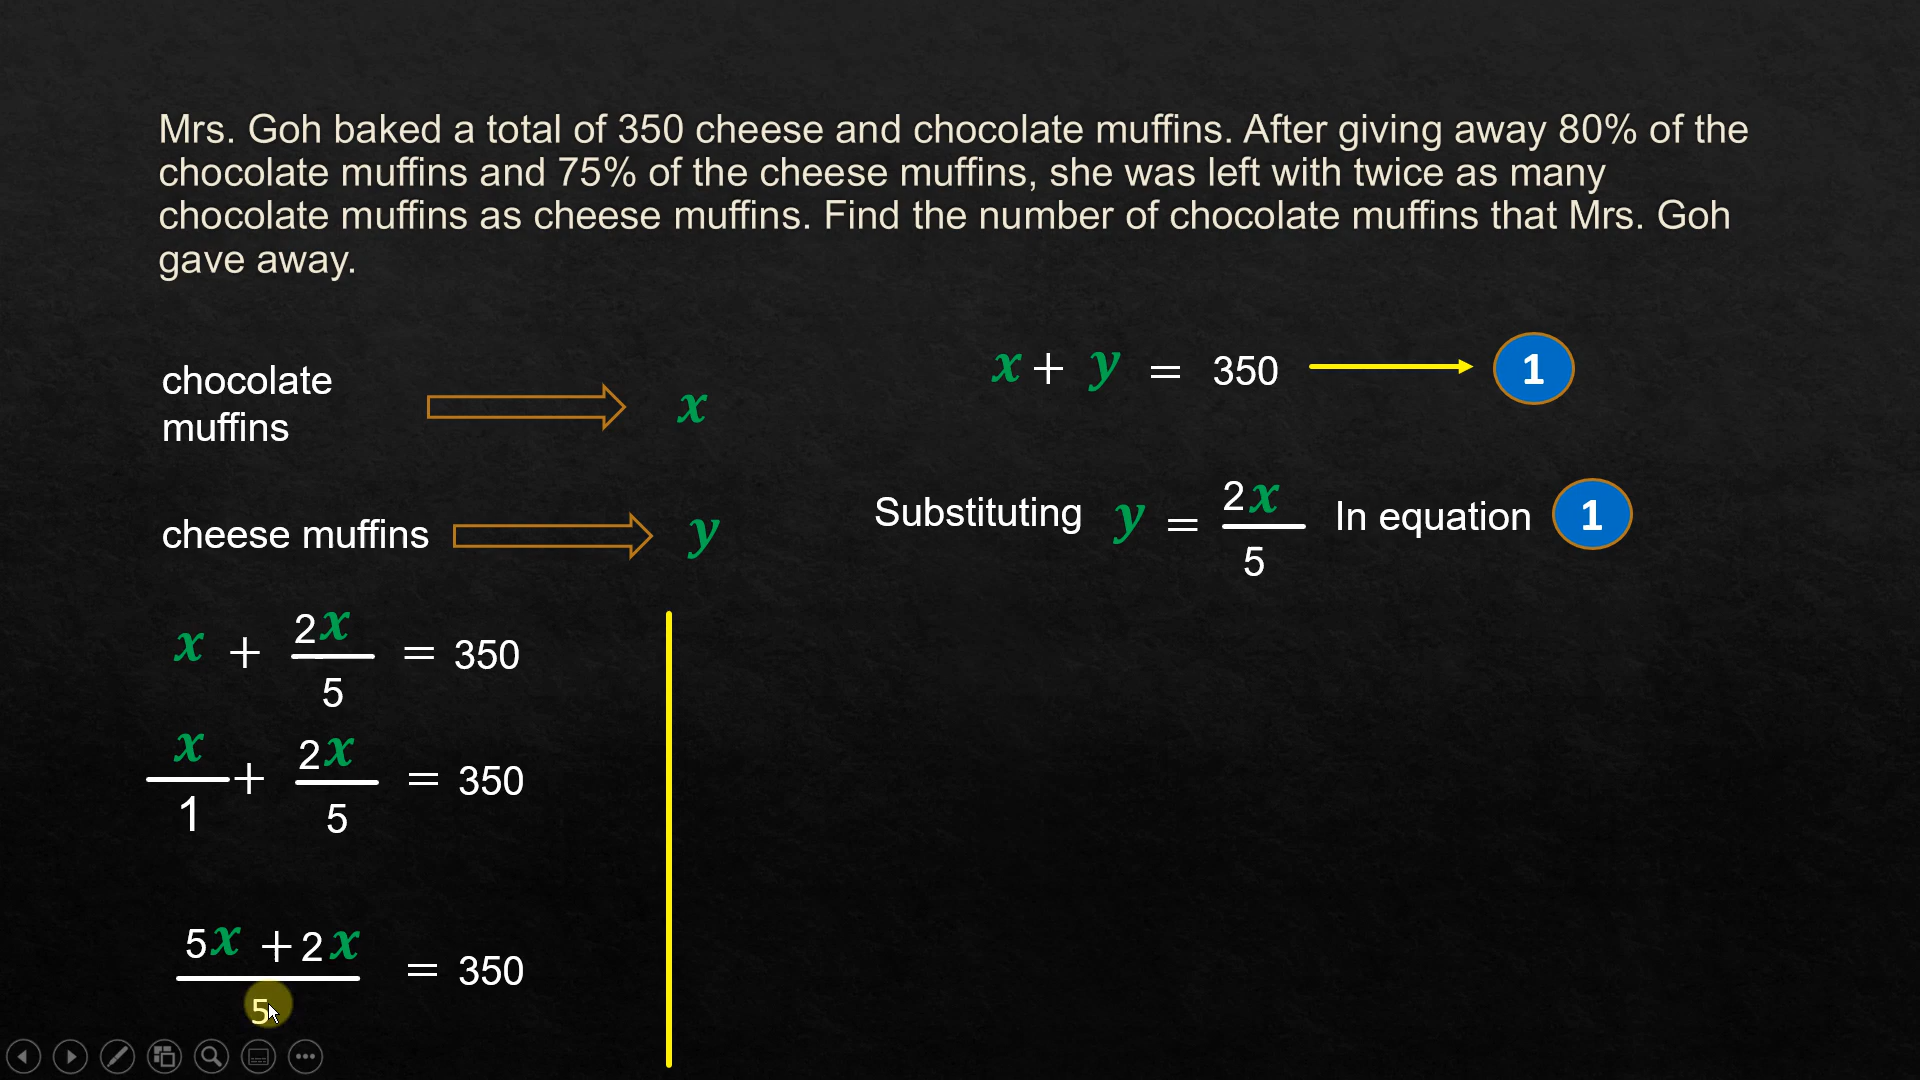 Mrs. Goh baked a total of 350 cheese and chocolate muffins. After giving away 80% of the
chocolate muffins and 75% of the cheese muffins, she was left with twice as many
chocolate muffins as cheese muffins. Find the number of chocolate muffins that Mrs. Goh
gave away.
chocolate
muffins
x
x + y = 350
1
cheese muffins
y
Substituting y = 2x/5 In equation 1
x + 2x/5 = 350
x/1 + 2x/5 = 350
5x + 2x
= 350
5